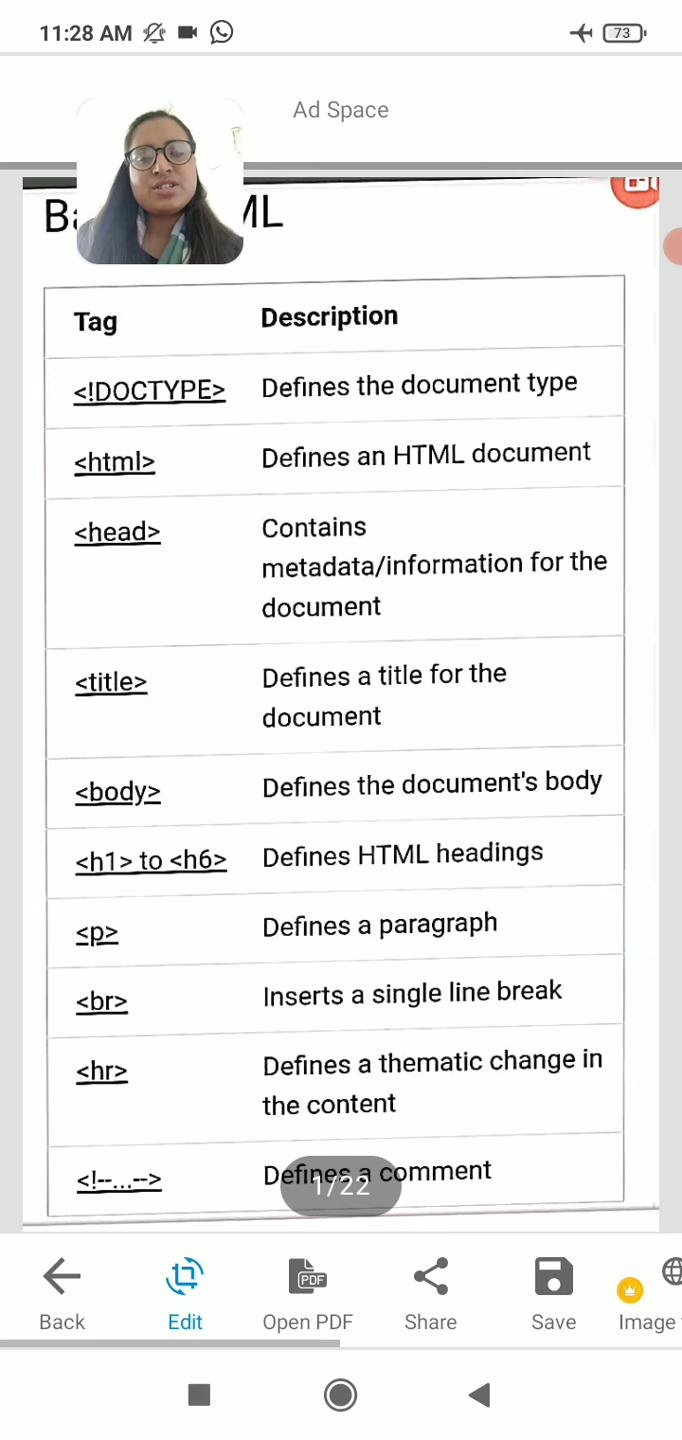 11:28 AM
73
Ad Space
Tag Description
<!DOCTYPE> Defines the document type
<html> Defines an HTML document
<head> Contains
metadata/information for the
document
<title> Defines a title for the
document
<body> Defines the document's body
<h1> to <h6> Defines HTML headings
<p> Defines a paragraph
<br> Inserts a single line break
<hr> Defines a thematic change in
the content
<!--...--> Defines a comment
1/22
PDF
Back Edit Open PDF Share Save Image